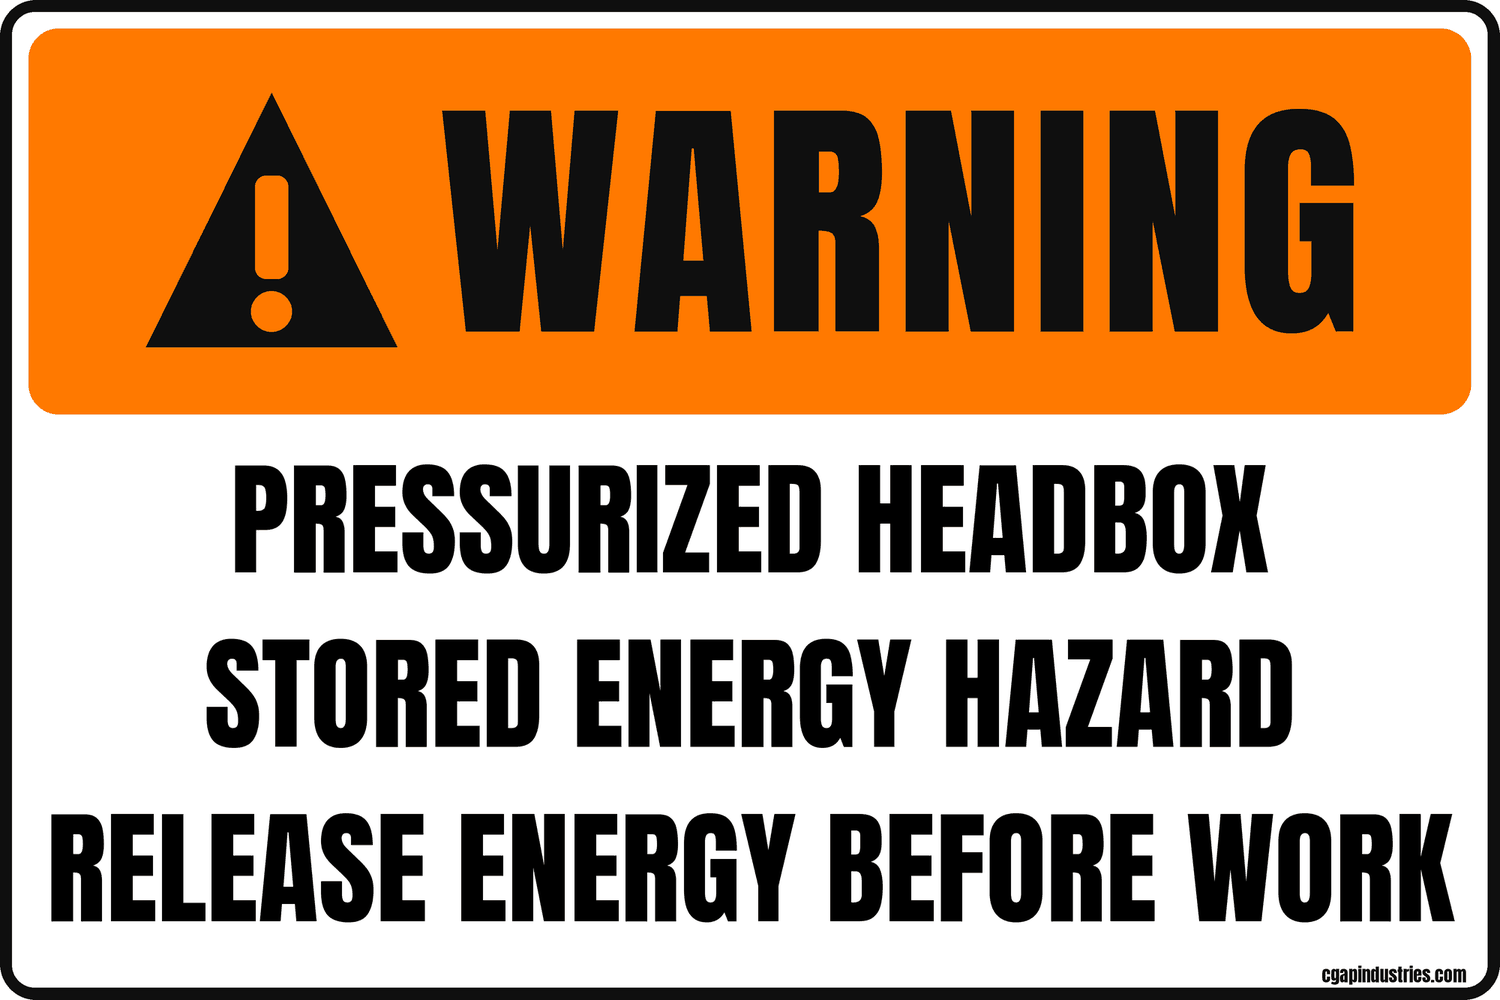 WARNING
PRESSURIZED HEADBOX
STORED ENERGY HAZARD
RELEASE ENERGY BEFORE WORK
cgapindustries.com